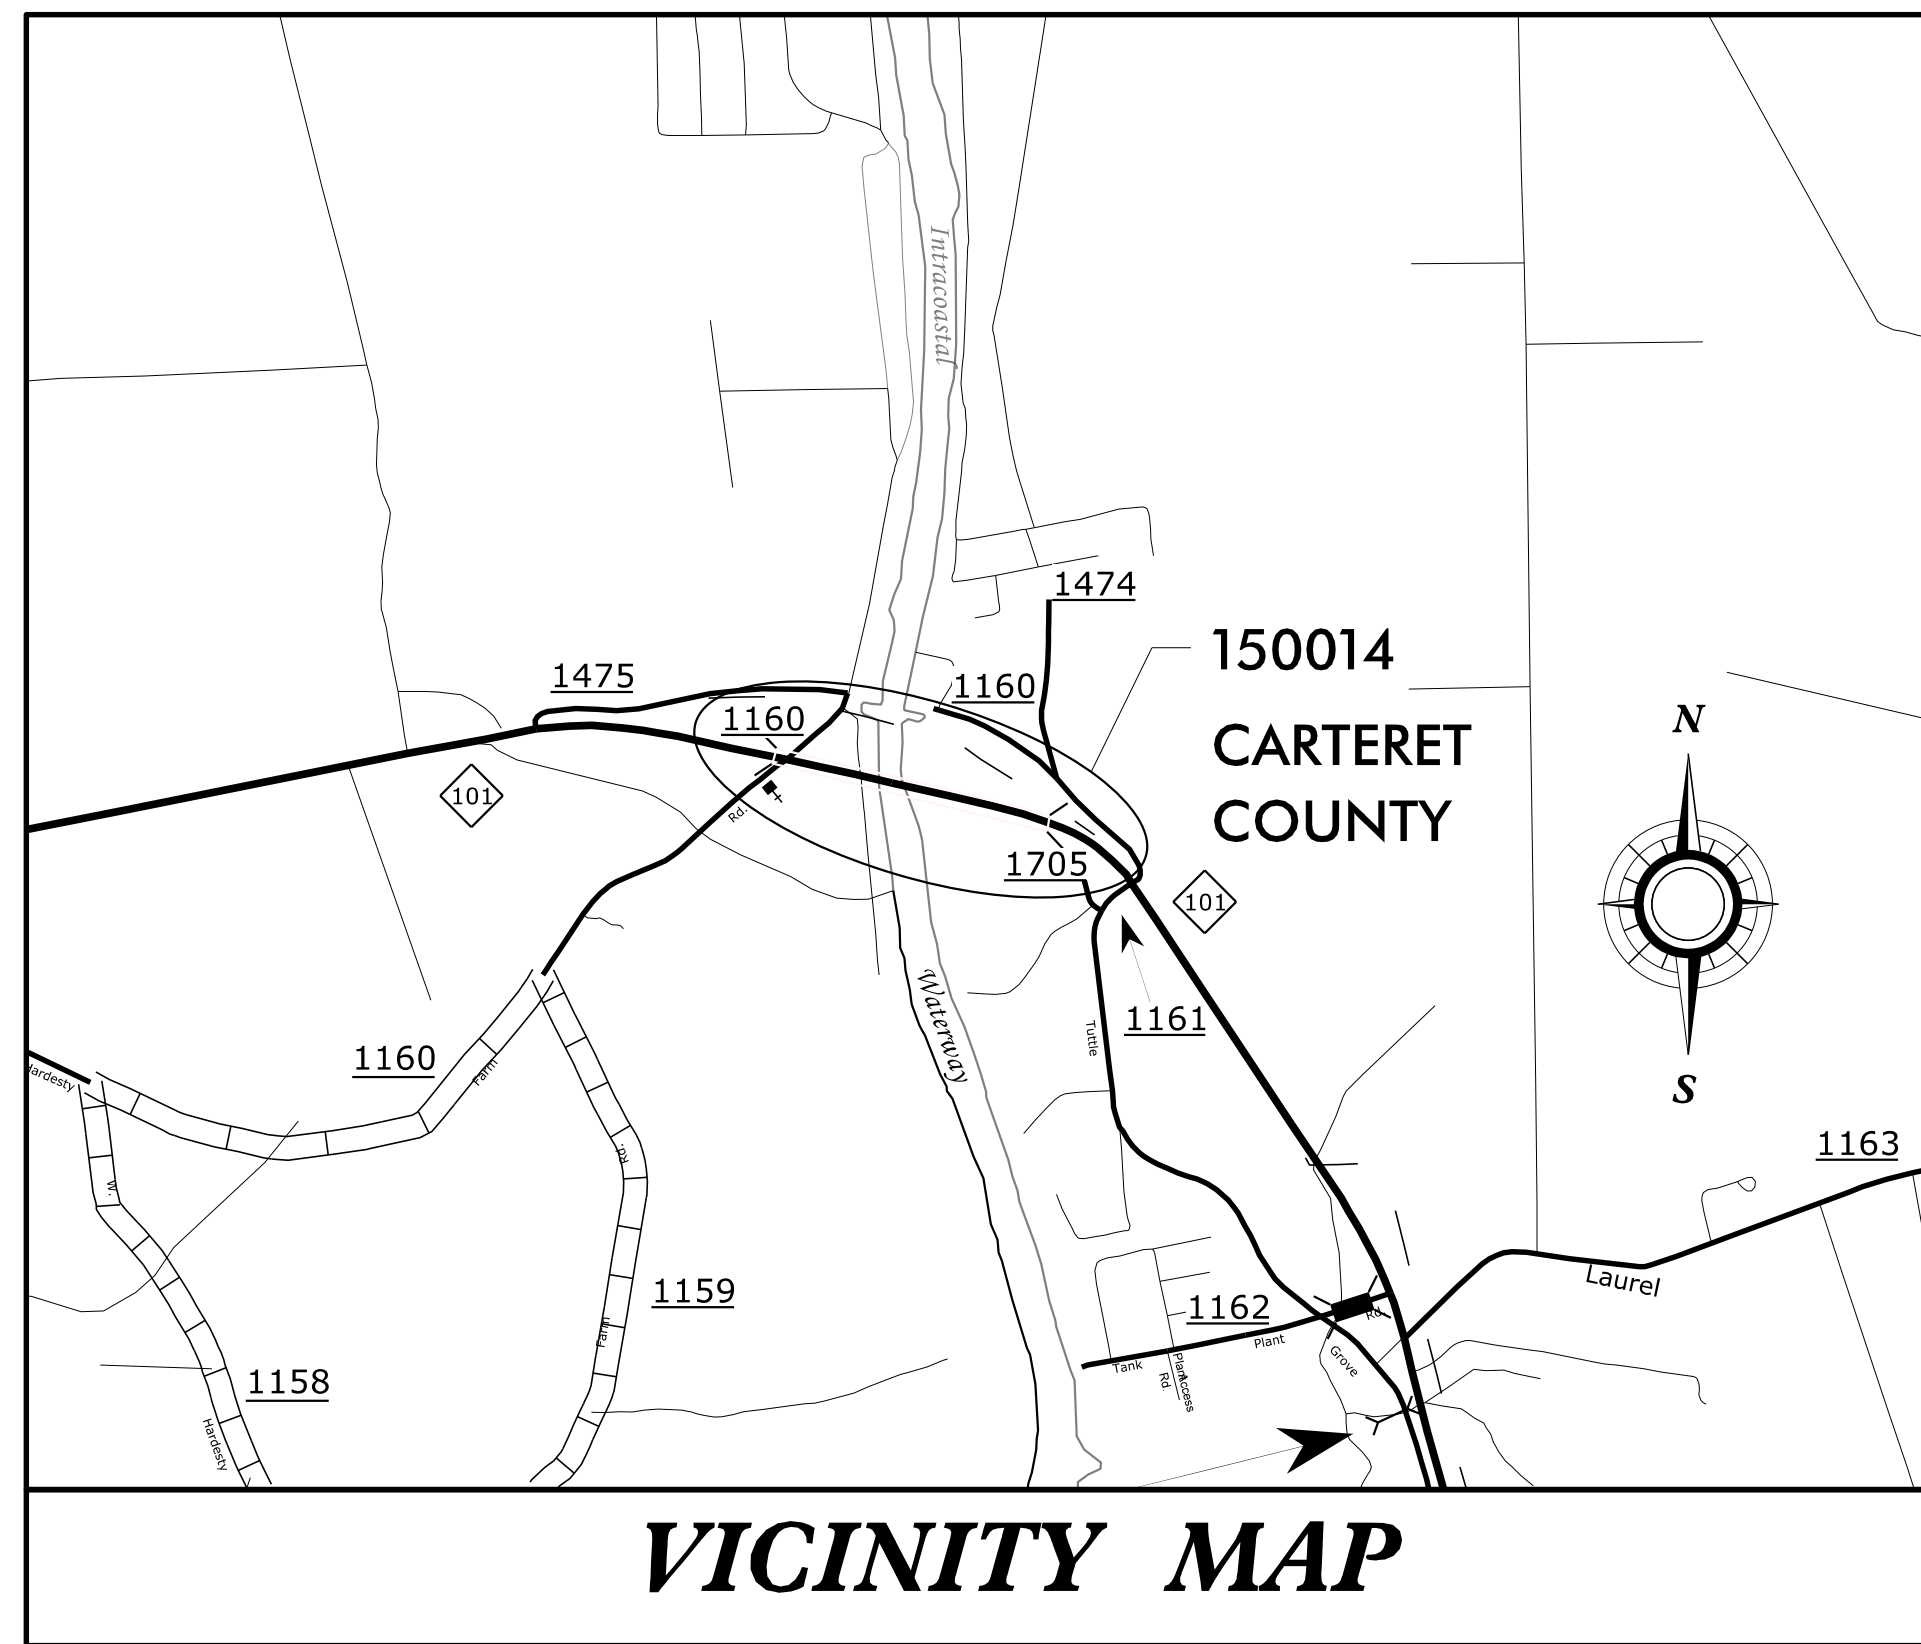 Intracoastal
1474
150014
1475
1160
1160
N
CARTERET
101
COUNTY
Rd.
1705
101
Waterway
1161
Tuttle
1160
Farm
Hardesty
S
Rd.
1163
W.
1159
Laurel
1162
Rd.
Farm
Plant
Grove
Tank
Plant
Access
Rd.
1158
Hardesty
VICINITY MAP